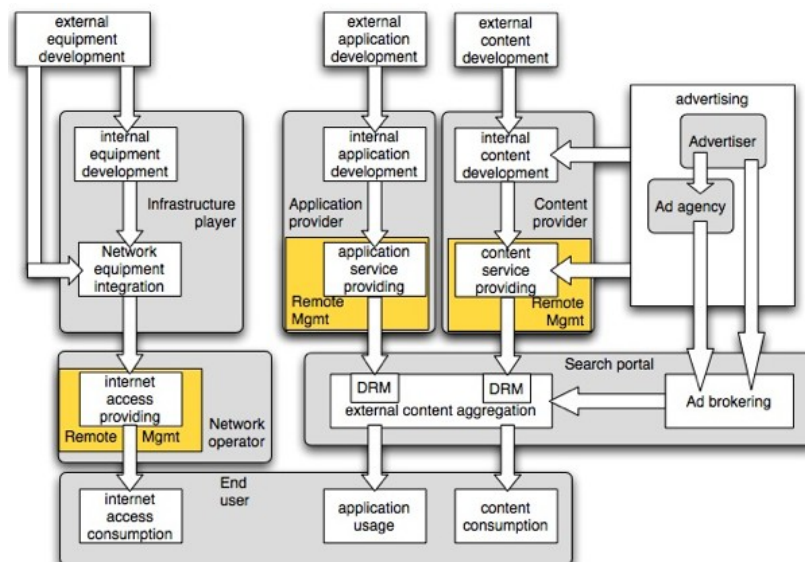 external
equipment
development
external
application
development
external
content
development
advertising
Advertiser
Ad agency
internal
equipment
development
Infrastructure
player
Network
equipment
integration
internal
application
development
Application
provider
application
service
providing
Remote
Mgmt
internal
content
development
Content
provider
content
service
providing
Remote
Mgmt
Search portal
DRM
DRM
external content aggregation
Ad brokering
internet
access
providing
Remote Mgmt
Network
operator
End
user
internet
access
consumption
application
usage
content
consumption